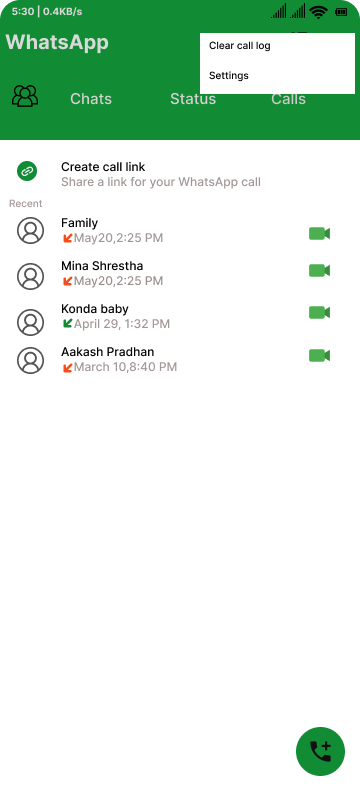 5:30 | 0.4KB/s
WhatsApp
Clear call log
Settings
Chats Status Calls
Create call link
Share a link for your WhatsApp call
Recent
Family
May20,2:25 PM
Mina Shrestha
May20,2:25 PM
Konda baby
April 29, 1:32 PM
Aakash Pradhan
March 10,8:40 PM